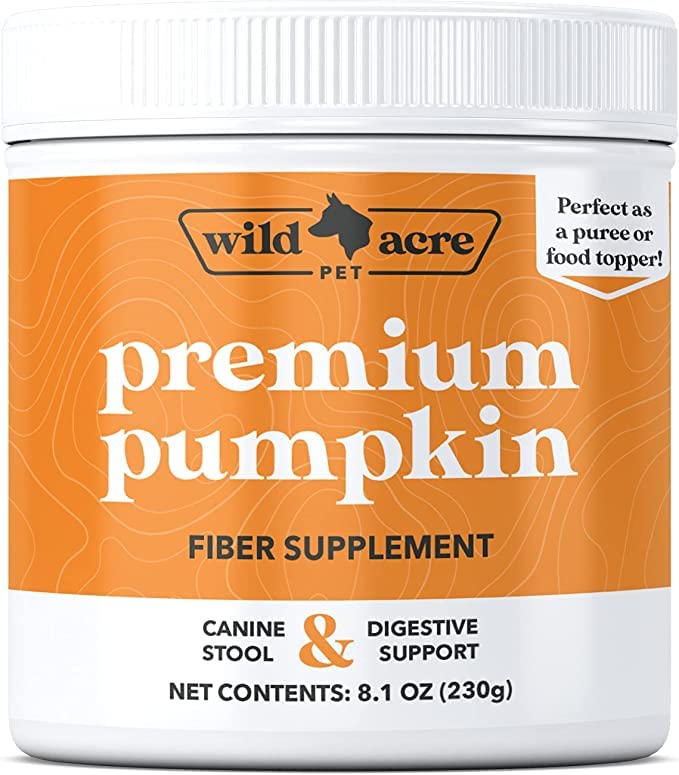 wild acre
PET
Perfect as
a puree or
food topper!
premium
pumpkin
FIBER SUPPLEMENT
CANINE STOOL & DIGESTIVE SUPPORT
NET CONTENTS: 8.1 OZ (230g)